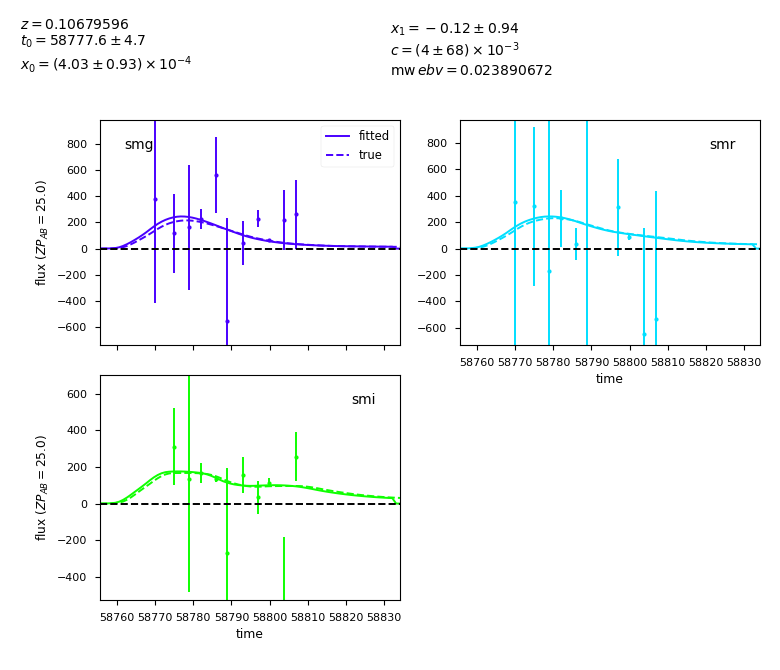 z = 0.10679596
t0 = 58777.6 ± 4.7
x0 = (4.03 ± 0.93) × 10⁻⁴
x1 = −0.12 ± 0.94
c = (4 ± 68) × 10⁻³
mw ebv = 0.023890672
smg
fitted
true
flux (ZP_AB = 25.0)
800
600
400
200
0
−200
−400
−600
smr
800
600
400
200
0
−200
−400
−600
58760 58770 58780 58790 58800 58810 58820 58830
time
smi
flux (ZP_AB = 25.0)
600
400
200
0
−200
−400
58760 58770 58780 58790 58800 58810 58820 58830
time